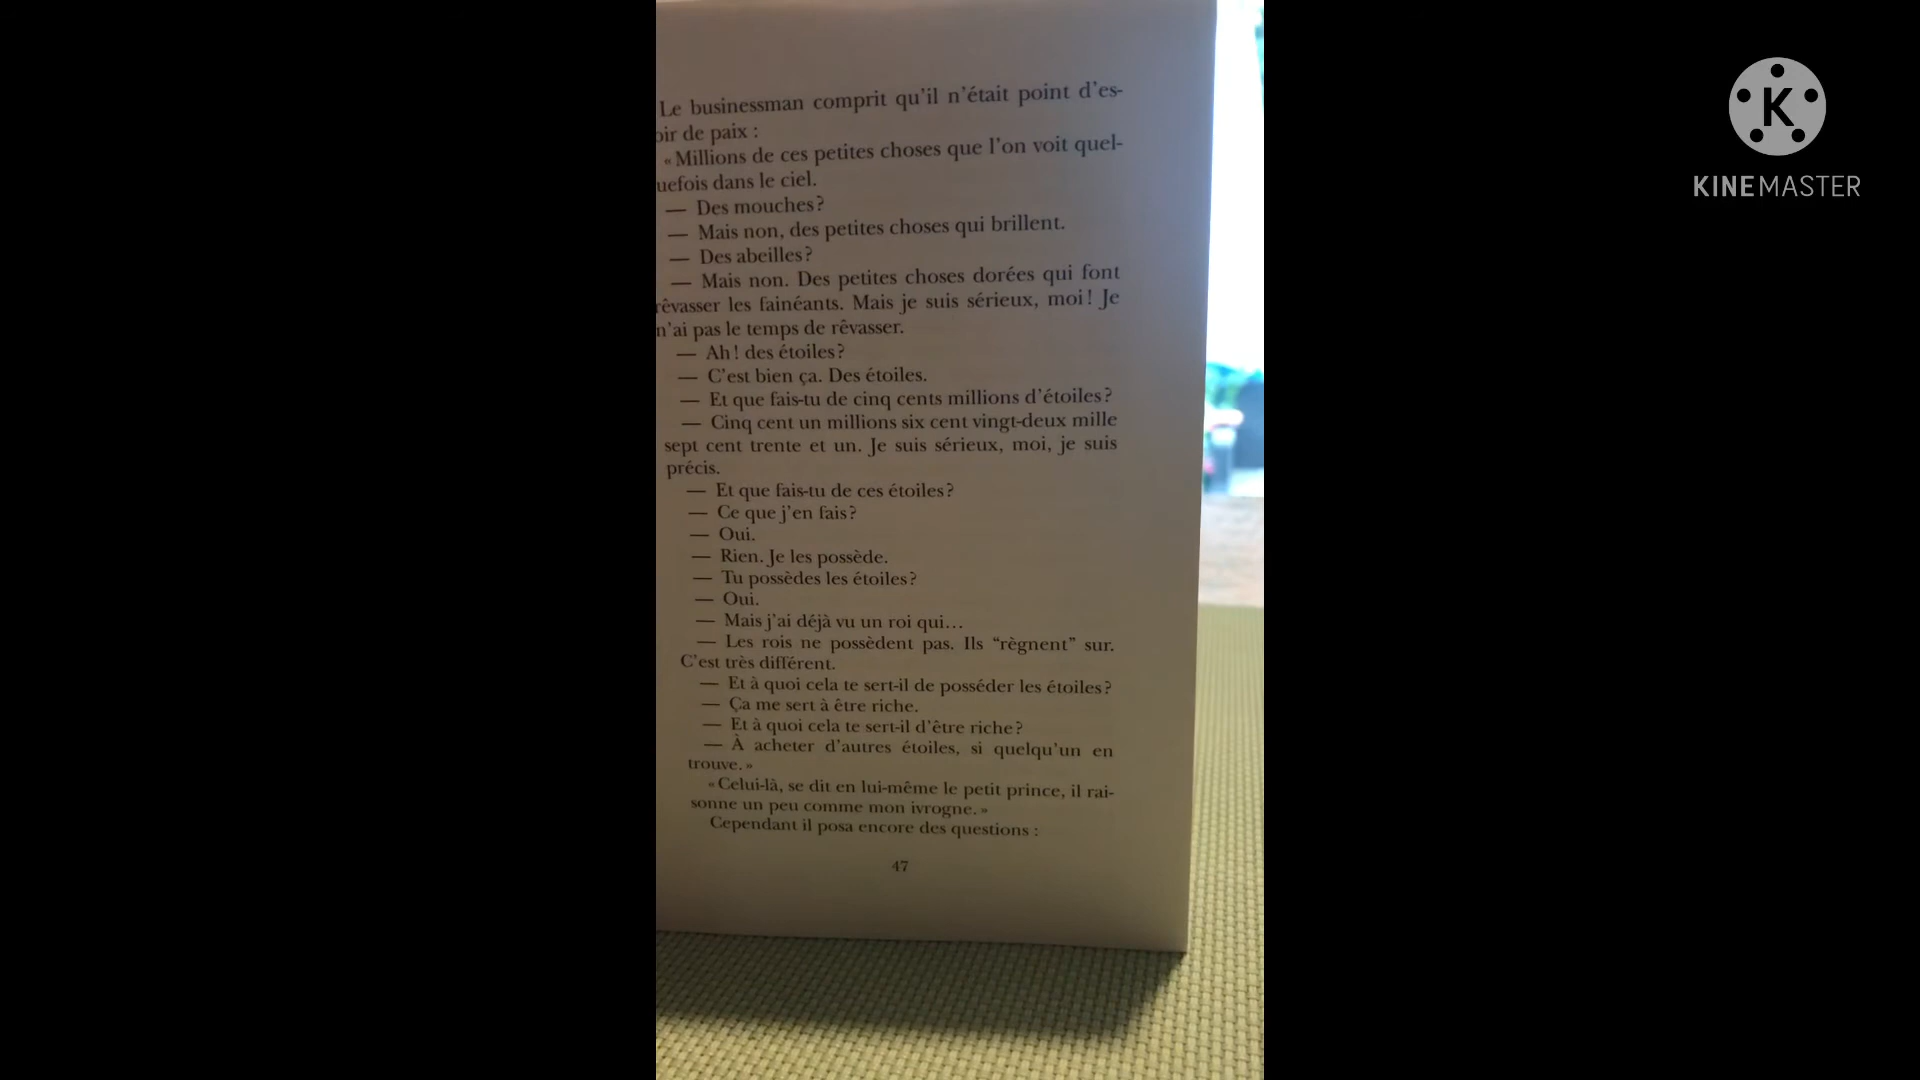 Le businessman comprit qu'il n'était point d'es-
oir de paix :
« Millions de ces petites choses que l'on voit quel-
uefois dans le ciel.
— Des mouches ?
— Mais non, des petites choses qui brillent.
— Des abeilles ?
— Mais non. Des petites choses dorées qui font
rêvasser les fainéants. Mais je suis sérieux, moi ! Je
n'ai pas le temps de rêvasser.
— Ah ! des étoiles ?
— C'est bien ça. Des étoiles.
— Et que fais-tu de cinq cents millions d'étoiles ?
— Cinq cent un millions six cent vingt-deux mille
sept cent trente et un. Je suis sérieux, moi, je suis
précis.
— Et que fais-tu de ces étoiles ?
— Ce que j'en fais ?
— Oui.
— Rien. Je les possède.
— Tu possèdes les étoiles ?
— Oui.
— Mais j'ai déjà vu un roi qui...
— Les rois ne possèdent pas. Ils “règnent” sur.
C'est très différent.
— Et à quoi cela te sert-il de posséder les étoiles ?
— Ça me sert à être riche.
— Et à quoi cela te sert-il d'être riche ?
— À acheter d'autres étoiles, si quelqu'un en
trouve. »
« Celui-là, se dit en lui-même le petit prince, il rai-
sonne un peu comme mon ivrogne. »
Cependant il posa encore des questions :
47
K
KINEMASTER